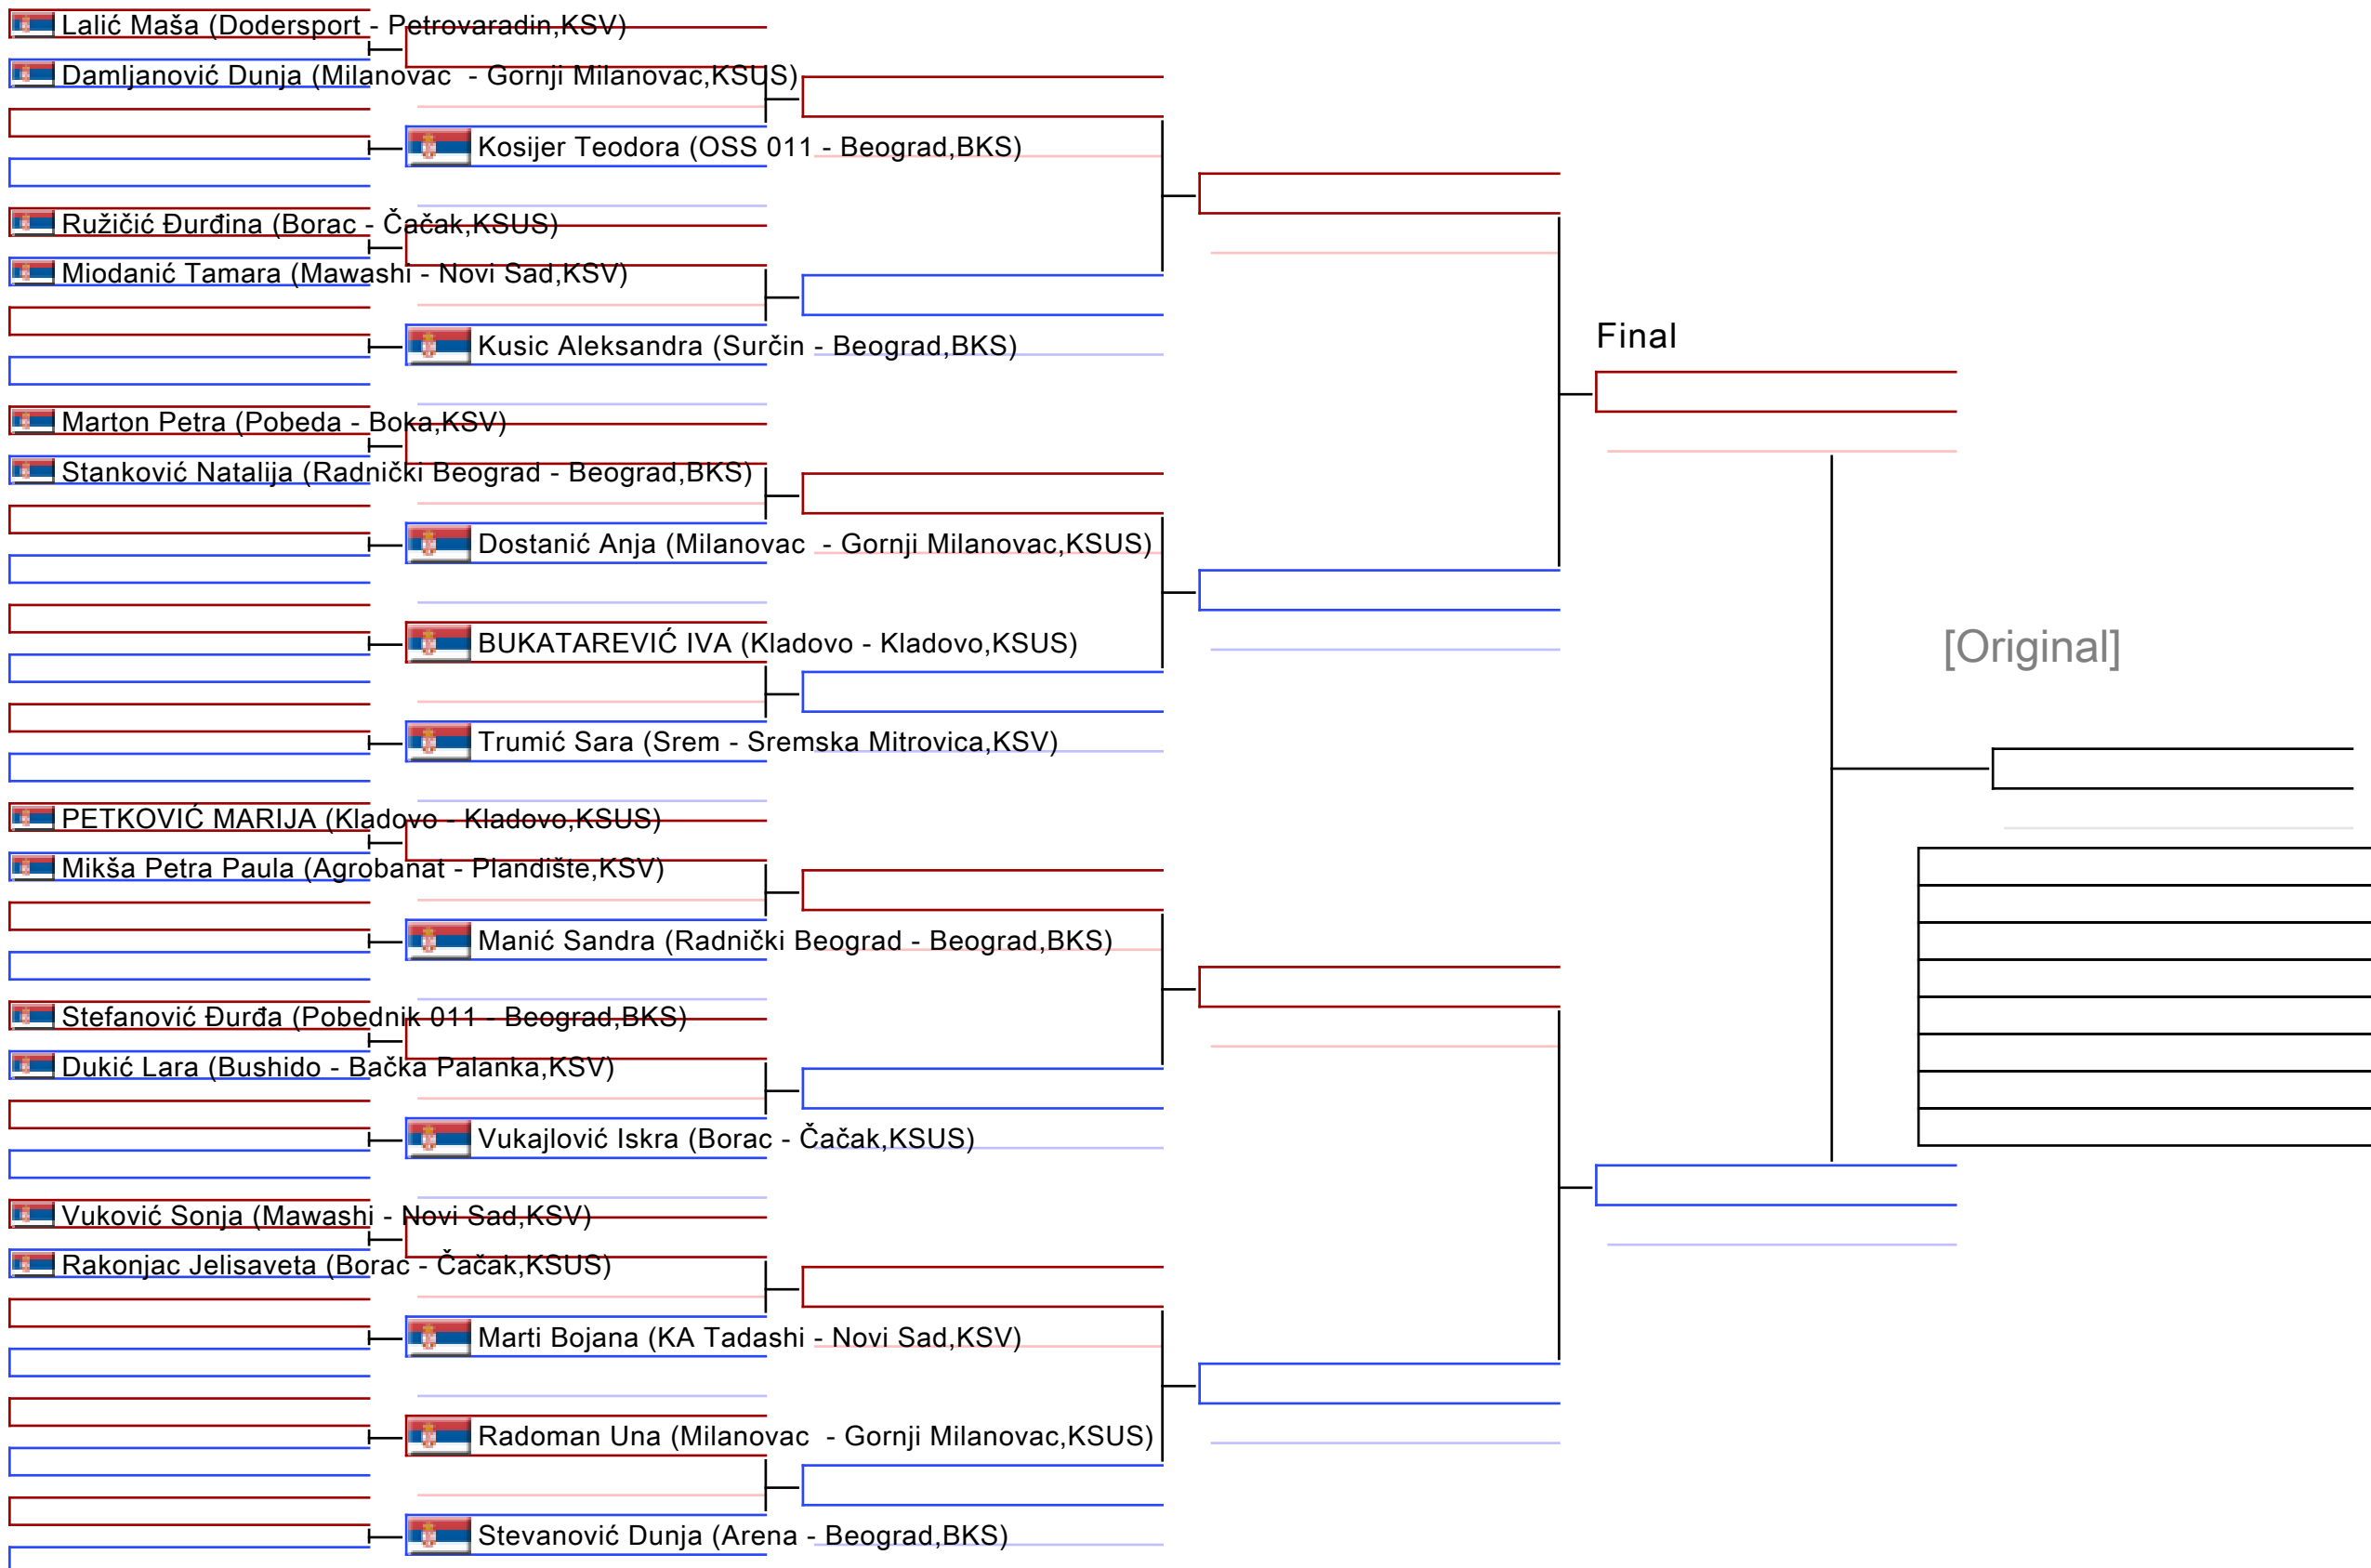 Lalić Maša (Dodersport - Petrovaradin,KSV)
Damljanović Dunja (Milanovac  - Gornji Milanovac,KSUS)
Kosijer Teodora (OSS 011 - Beograd,BKS)
Ružičić Đurđina (Borac - Čačak,KSUS)
Miodanić Tamara (Mawashi - Novi Sad,KSV)
Kusic Aleksandra (Surčin - Beograd,BKS)
Final
Marton Petra (Pobeda - Boka,KSV)
Stanković Natalija (Radnički Beograd - Beograd,BKS)
Dostanić Anja (Milanovac  - Gornji Milanovac,KSUS)
BUKATAREVIĆ IVA (Kladovo - Kladovo,KSUS)
[Original]
Trumić Sara (Srem - Sremska Mitrovica,KSV)
PETKOVIĆ MARIJA (Kladovo - Kladovo,KSUS)
Mikša Petra Paula (Agrobanat - Plandište,KSV)
Manić Sandra (Radnički Beograd - Beograd,BKS)
Stefanović Đurđa (Pobednik 011 - Beograd,BKS)
Dukić Lara (Bushido - Bačka Palanka,KSV)
Vukajlović Iskra (Borac - Čačak,KSUS)
Vuković Sonja (Mawashi - Novi Sad,KSV)
Rakonjac Jelisaveta (Borac - Čačak,KSUS)
Marti Bojana (KA Tadashi - Novi Sad,KSV)
Radoman Una (Milanovac  - Gornji Milanovac,KSUS)
Stevanović Dunja (Arena - Beograd,BKS)